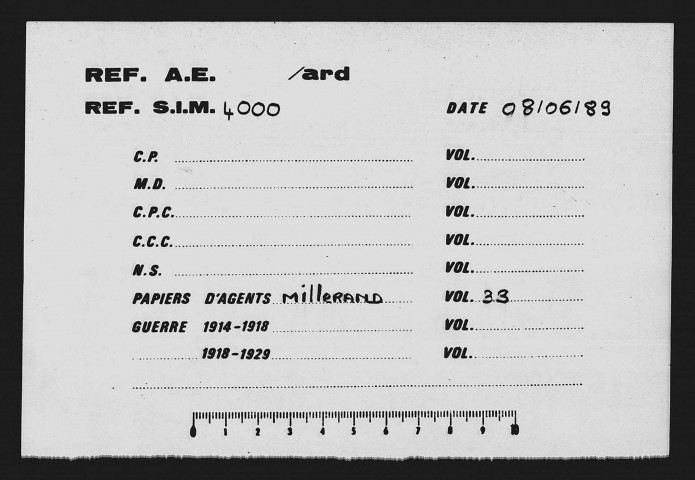 REF. A.E. /ard
REF. S.I.M. 4000 DATE 08/06/89
C.P. VOL.
M.D. VOL.
C.P.C. VOL.
C.C.C. VOL.
N.S. VOL.
PAPIERS D'AGENTS MilleRAND VOL. 33
GUERRE 1914-1918 VOL.
1918-1929 VOL.
0 1 2 3 4 5 6 7 8 9 10